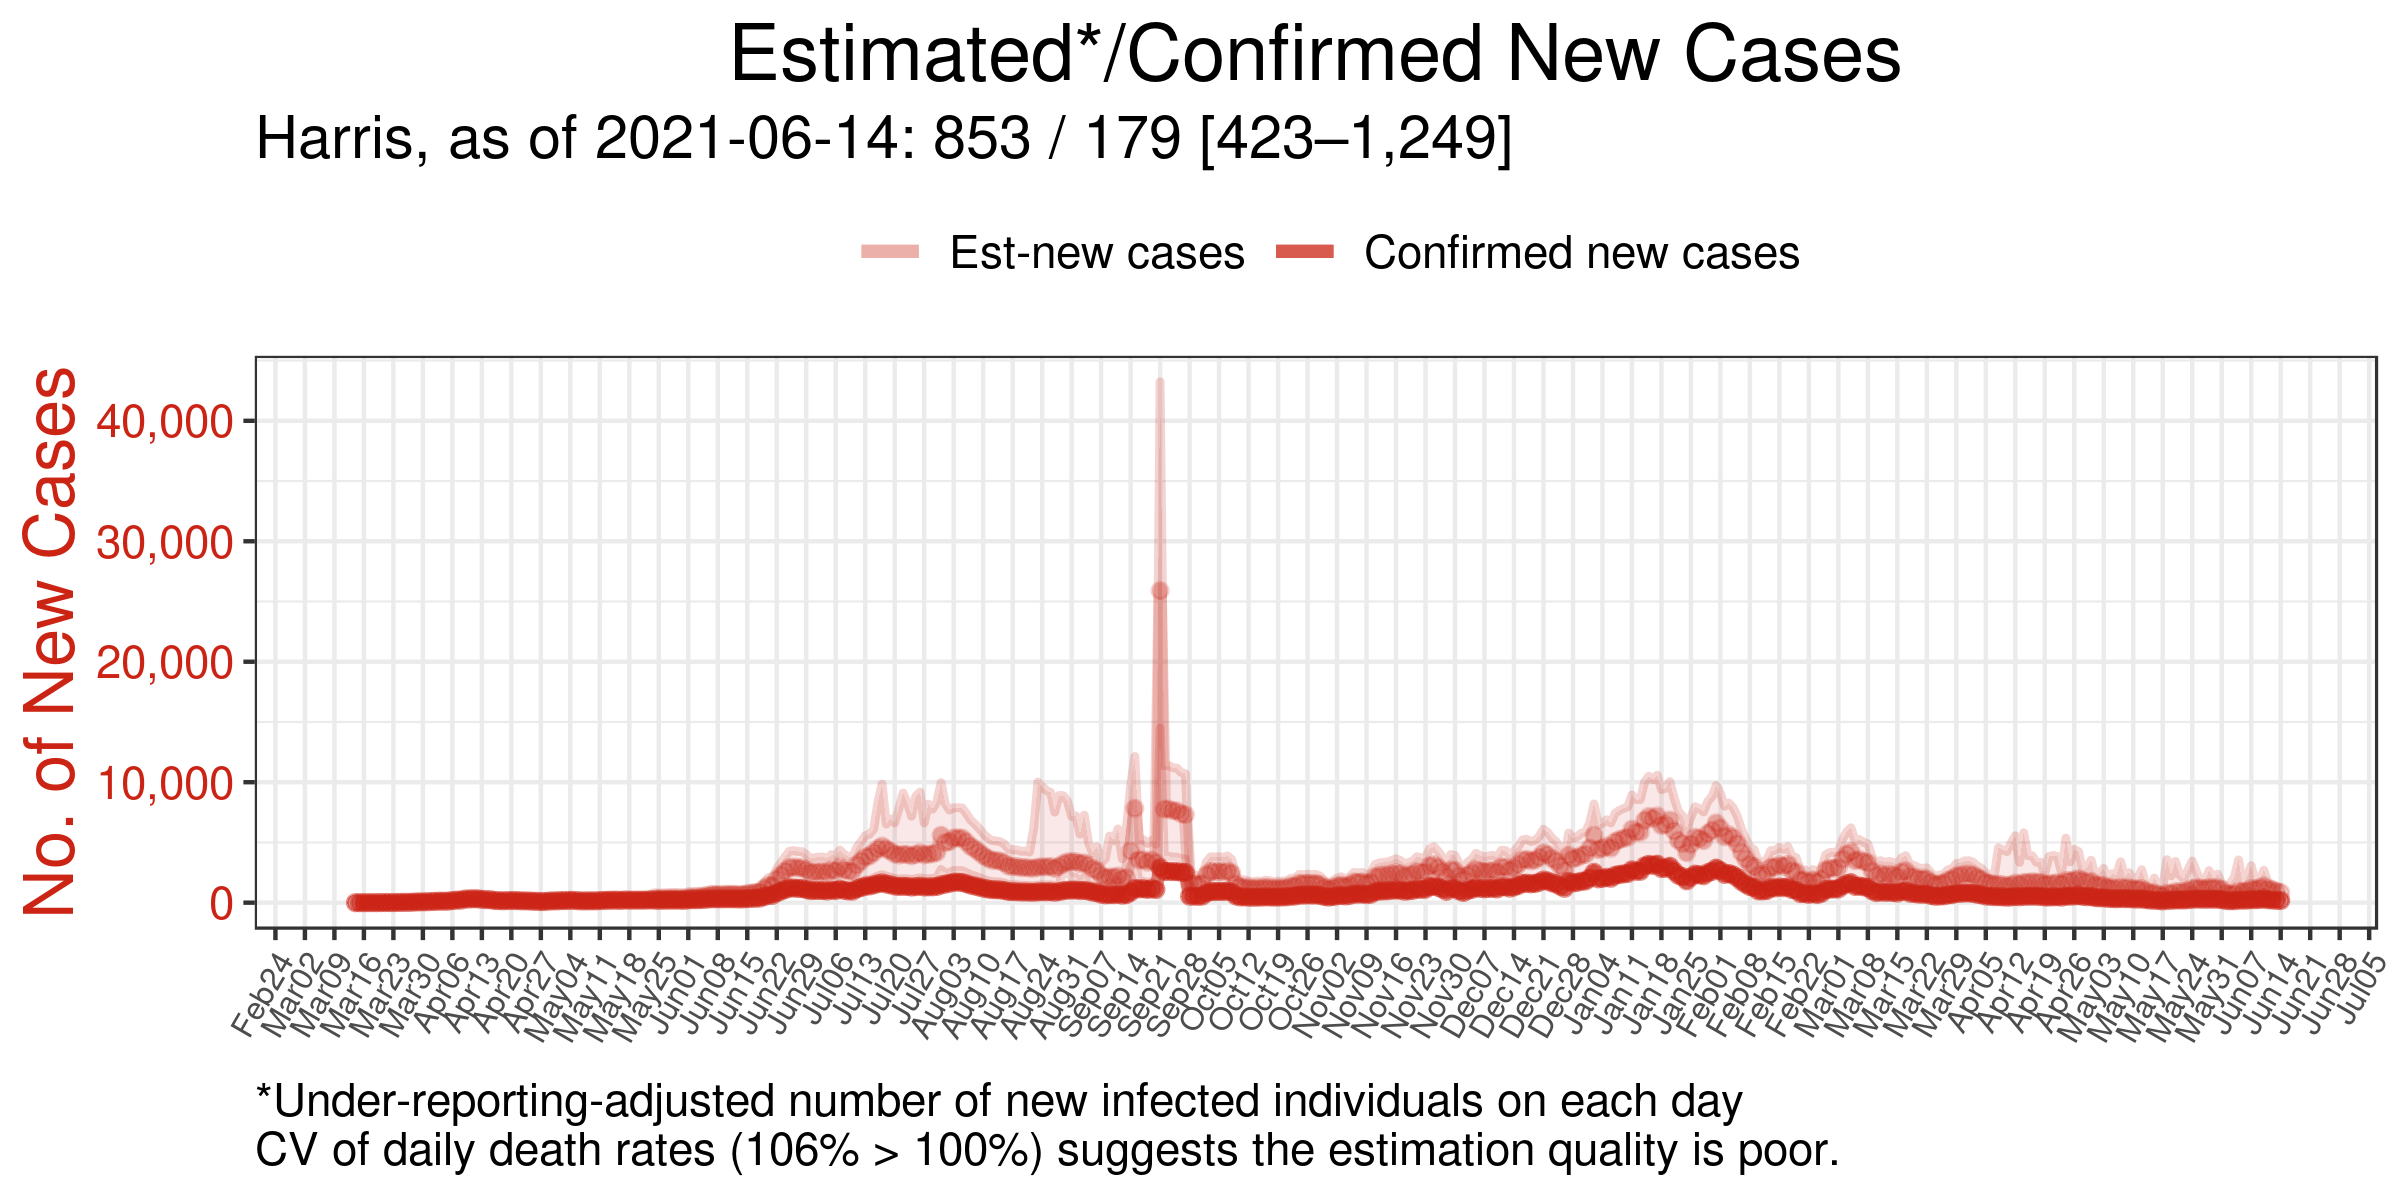 Estimated*/Confirmed New Cases
Harris, as of 2021-06-14: 853 / 179 [423–1,249]
Est-new cases
Confirmed new cases
No. of New Cases
40,000
30,000
20,000
10,000
0
Feb24
Mar02
Mar09
Mar16
Mar23
Mar30
Apr06
Apr13
Apr20
Apr27
May04
May11
May18
May25
Jun01
Jun08
Jun15
Jun22
Jun29
Jul06
Jul13
Jul20
Jul27
Aug03
Aug10
Aug17
Aug24
Aug31
Sep07
Sep14
Sep21
Sep28
Oct05
Oct12
Oct19
Oct26
Nov02
Nov09
Nov16
Nov23
Nov30
Dec07
Dec14
Dec21
Dec28
Jan04
Jan11
Jan18
Jan25
Feb01
Feb08
Feb15
Feb22
Mar01
Mar08
Mar15
Mar22
Mar29
Apr05
Apr12
Apr19
Apr26
May03
May10
May17
May24
May31
Jun07
Jun14
Jun21
Jun28
Jul05
*Under-reporting-adjusted number of new infected individuals on each day
CV of daily death rates (106% > 100%) suggests the estimation quality is poor.